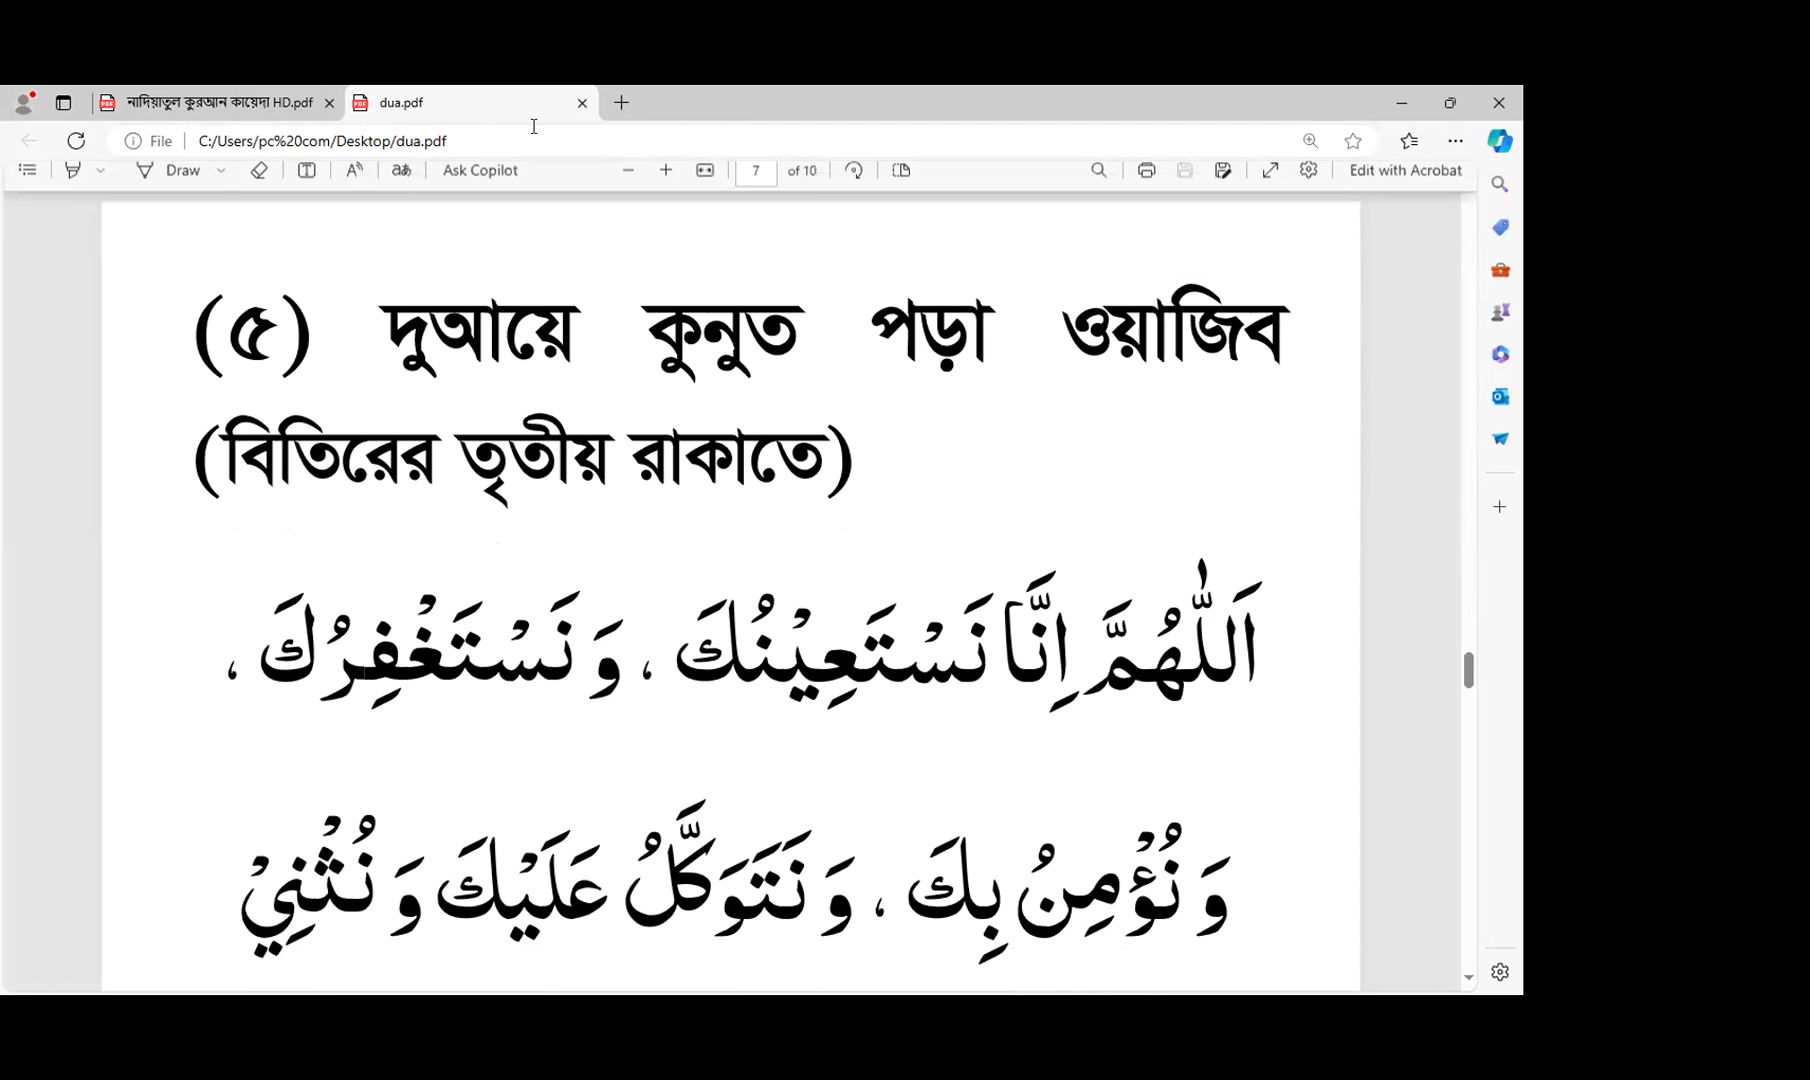 নাদিয়াতুল কুরআন কায়েদা HD.pdf
dua.pdf
File
C:/Users/pc%20com/Desktop/dua.pdf
Draw
Ask Copilot
7 of 10
Edit with Acrobat
(৫) দুআয়ে কুনুত পড়া ওয়াজিব
(বিতিরের তৃতীয় রাকাতে)
اَللّٰهُمَّ اِنَّا نَسْتَعِيْنُكَ ، وَ نَسْتَغْفِرُكَ ،
وَ نُؤْمِنُ بِكَ ، وَ نَتَوَكَّلُ عَلَيْكَ وَ نُثْنِيْ